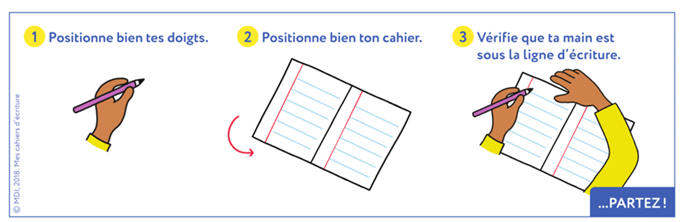 1 Positionne bien tes doigts.
2 Positionne bien ton cahier.
3 Vérifie que ta main est
sous la ligne d'écriture.
© MDI, 2018. Mes cahiers d'écriture
...PARTEZ !